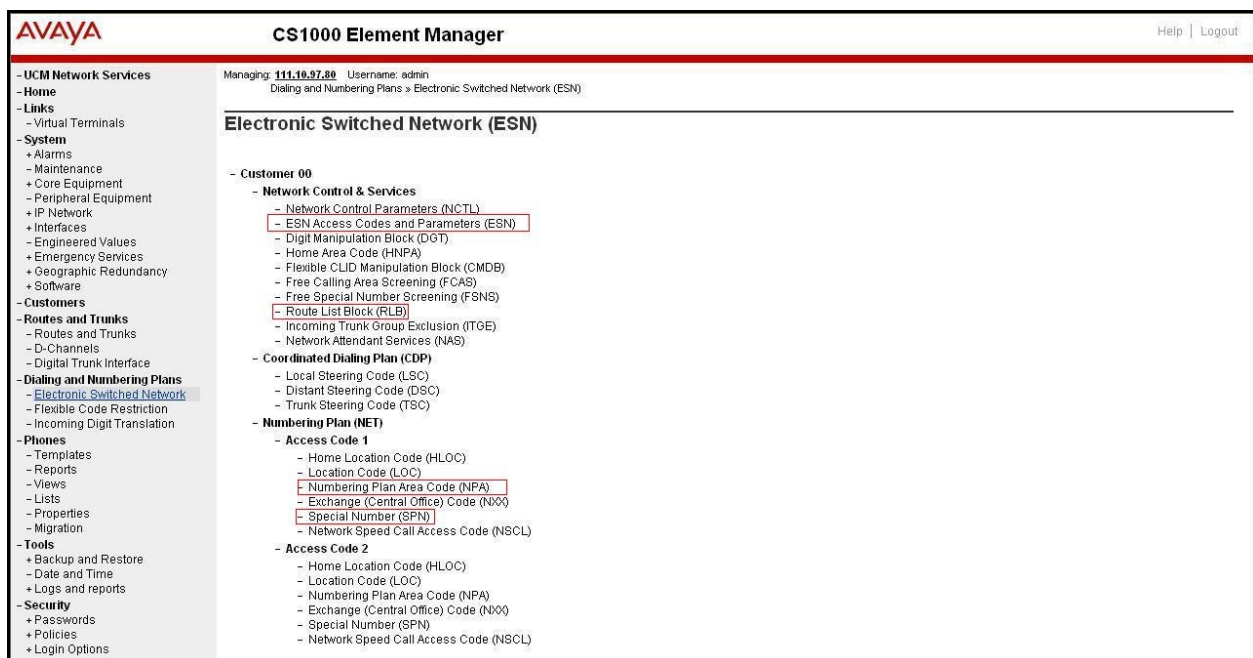 AVAYA
CS1000 Element Manager
Help | Logout
- UCM Network Services
- Home
- Links
- Virtual Terminals
- System
+ Alarms
- Maintenance
+ Core Equipment
- Peripheral Equipment
+ IP Network
+ Interfaces
- Engineered Values
+ Emergency Services
+ Geographic Redundancy
+ Software
- Customers
- Routes and Trunks
- Routes and Trunks
- D-Channels
- Digital Trunk Interface
- Dialing and Numbering Plans
- Electronic Switched Network
- Flexible Code Restriction
- Incoming Digit Translation
- Phones
- Templates
- Reports
- Views
- Lists
- Properties
- Migration
- Tools
+ Backup and Restore
- Date and Time
+ Logs and reports
- Security
+ Passwords
+ Policies
+ Login Options
Managing: 111.10.97.80 Username: admin
Dialing and Numbering Plans » Electronic Switched Network (ESN)
Electronic Switched Network (ESN)
- Customer 00
- Network Control & Services
- Network Control Parameters (NCTL)
- ESN Access Codes and Parameters (ESN)
- Digit Manipulation Block (DGT)
- Home Area Code (HNPA)
- Flexible CLID Manipulation Block (CMDB)
- Free Calling Area Screening (FCAS)
- Free Special Number Screening (FSNS)
- Route List Block (RLB)
- Incoming Trunk Group Exclusion (ITGE)
- Network Attendant Services (NAS)
- Coordinated Dialing Plan (CDP)
- Local Steering Code (LSC)
- Distant Steering Code (DSC)
- Trunk Steering Code (TSC)
- Numbering Plan (NET)
- Access Code 1
- Home Location Code (HLOC)
- Location Code (LOC)
- Numbering Plan Area Code (NPA)
- Exchange (Central Office) Code (NXX)
- Special Number (SPN)
- Network Speed Call Access Code (NSCL)
- Access Code 2
- Home Location Code (HLOC)
- Location Code (LOC)
- Numbering Plan Area Code (NPA)
- Exchange (Central Office) Code (NXX)
- Special Number (SPN)
- Network Speed Call Access Code (NSCL)